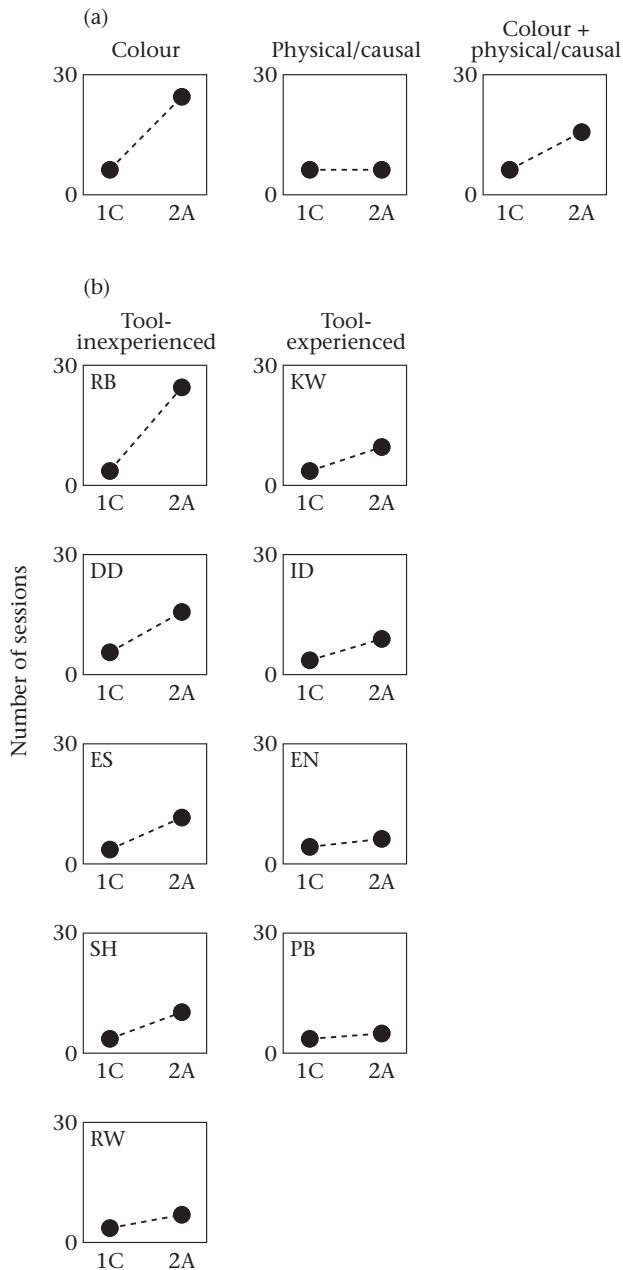 (a)
Colour
Physical/causal
Colour +
physical/causal
30
0
1C 2A
1C 2A
30
0
1C 2A
30
0
(b)
Tool-
inexperienced
Tool-
experienced
Number of sessions
30
RB
0
1C 2A
30
KW
0
1C 2A
30
DD
0
1C 2A
30
ID
0
1C 2A
30
ES
0
1C 2A
30
EN
0
1C 2A
30
SH
0
1C 2A
30
PB
0
1C 2A
30
RW
0
1C 2A